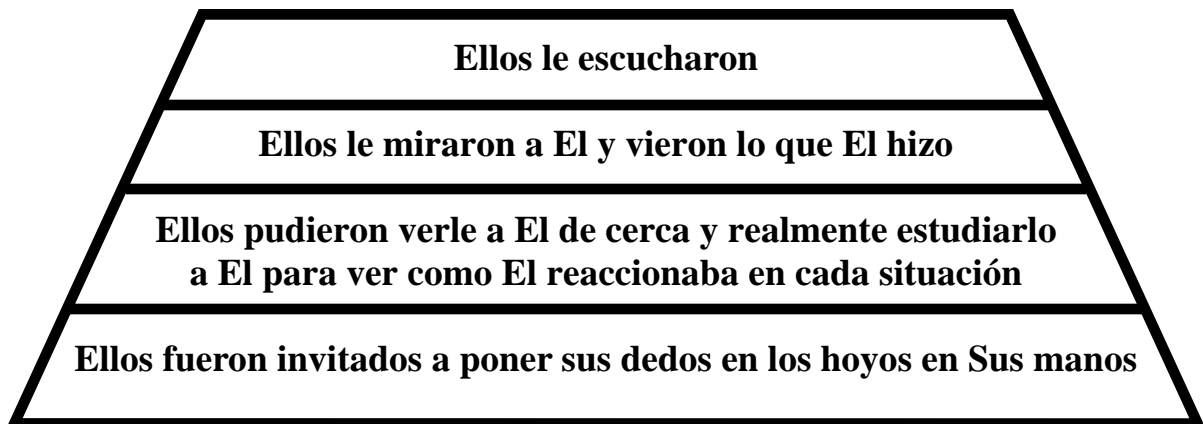 Ellos le escucharon
Ellos le miraron a El y vieron lo que El hizo
Ellos pudieron verle a El de cerca y realmente estudiarlo
a El para ver como El reaccionaba en cada situación
Ellos fueron invitados a poner sus dedos en los hoyos en Sus manos